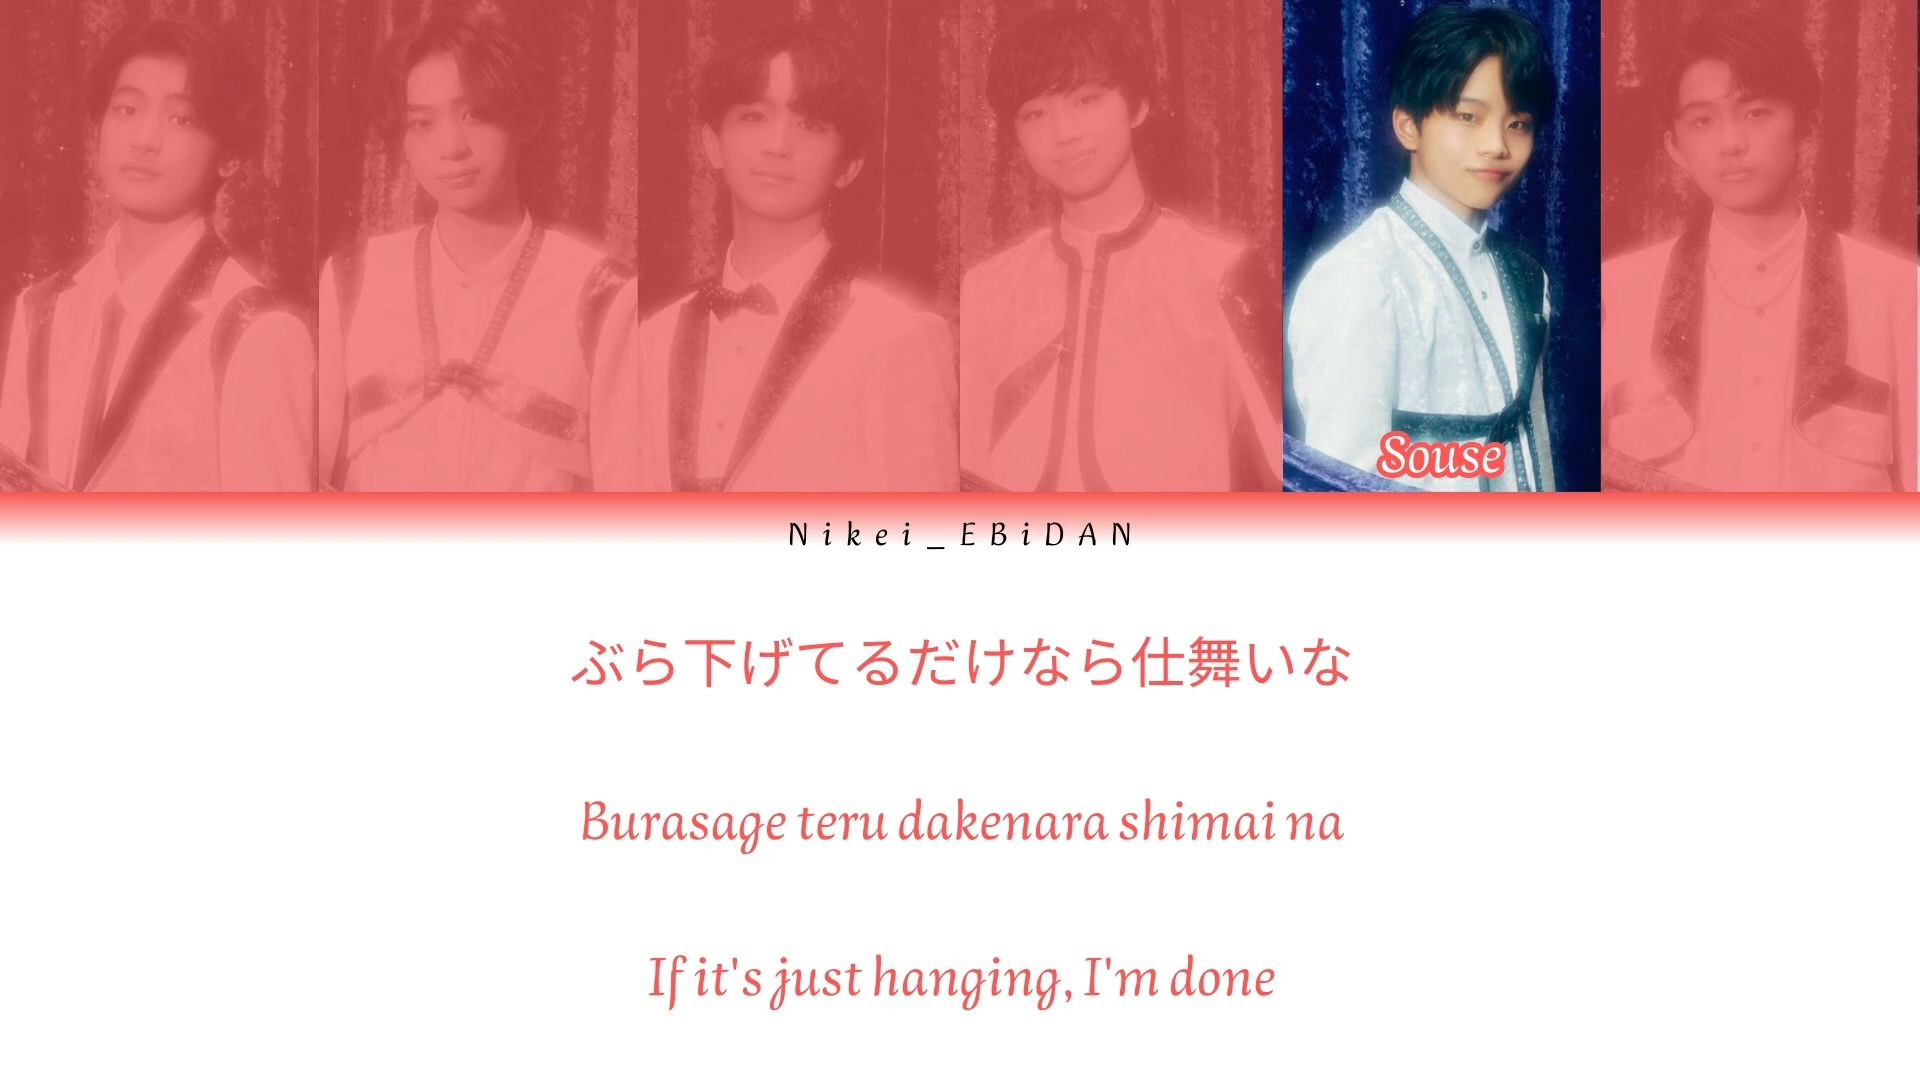 Souse
Nikei_EBiDAN
ぶら下げてるだけなら仕舞いな
Burasage teru dakenara shimai na
If it's just hanging, I'm done